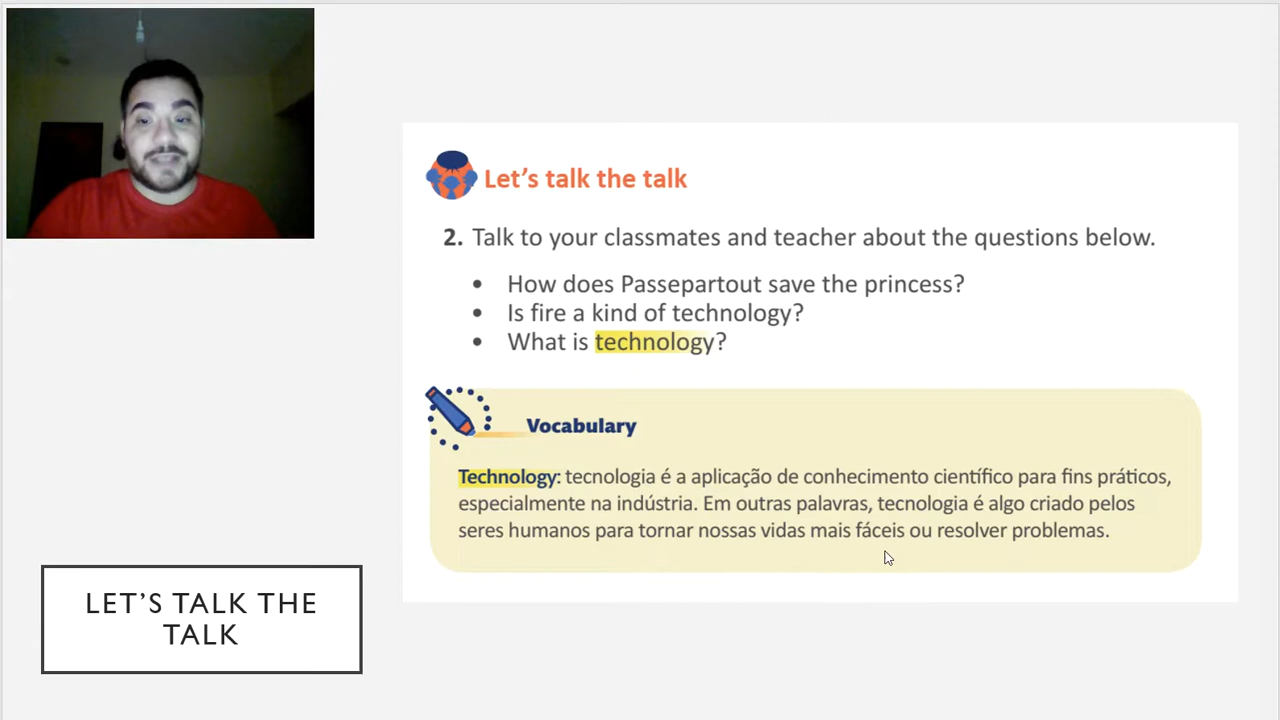 Let's talk the talk
2. Talk to your classmates and teacher about the questions below.
• How does Passepartout save the princess?
• Is fire a kind of technology?
• What is technology?
Vocabulary
Technology: tecnologia é a aplicação de conhecimento científico para fins práticos,
especialmente na indústria. Em outras palavras, tecnologia é algo criado pelos
seres humanos para tornar nossas vidas mais fáceis ou resolver problemas.
LET'S TALK THE
TALK